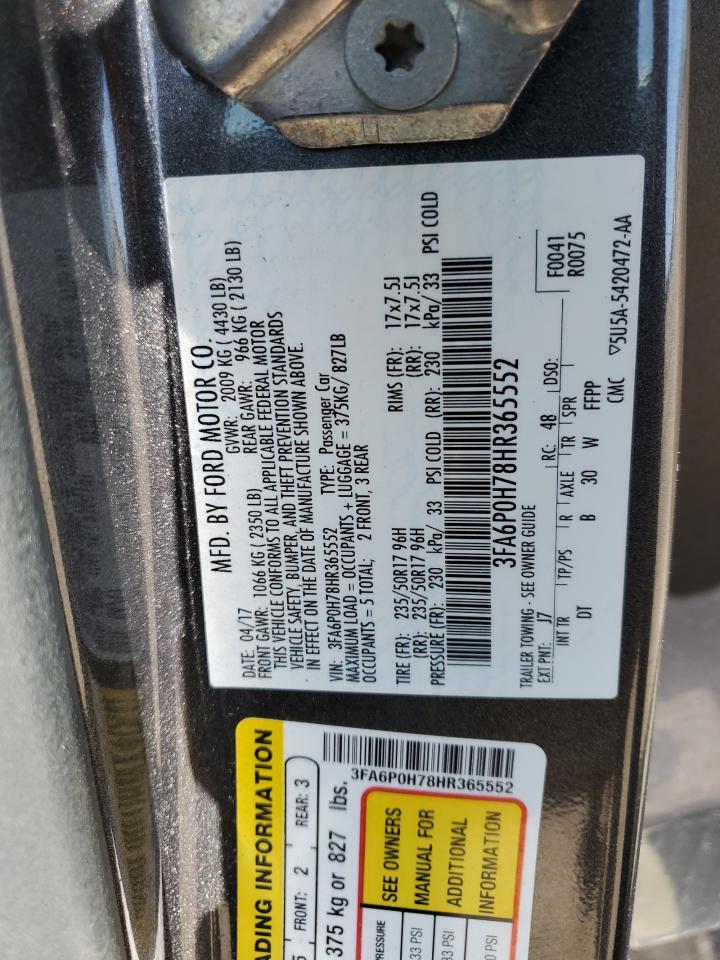 MFD. BY FORD MOTOR CO.
DATE: 04/17 GVWR: 2009 KG (4430 LB)
FRONT GAWR: 1066 KG (2350 LB) REAR GAWR: 966 KG (2130 LB)
THIS VEHICLE CONFORMS TO ALL APPLICABLE FEDERAL MOTOR
VEHICLE SAFETY, BUMPER, AND THEFT PREVENTION STANDARDS
IN EFFECT ON THE DATE OF MANUFACTURE SHOWN ABOVE.
VIN: 3FA6P0H78HR365552 TYPE: Passenger Car
MAXIMUM LOAD = OCCUPANTS + LUGGAGE = 375KG/ 827LB
OCCUPANTS = 5 TOTAL: 2 FRONT, 3 REAR
TIRE (FR): 235/50R17 96H RIMS (FR): 17x7.5J
(RR): 235/50R17 96H (RR): 17x7.5J
PRESSURE (FR): 230 kPa/ 33 PSI COLD (RR): 230 kPa/ 33 PSI COLD
3FA6P0H78HR365552
TRAILER TOWING - SEE OWNER GUIDE
EXT PNT: J7 RC: 48 DSO: F0041
R0075
INT TR TP/PS R AXLE TR SPR
DT B 30 W FFPP
CMC ▽5U5A-5420472-AA
ADING INFORMATION
5 FRONT: 2 REAR: 3
375 kg or 827 lbs.
3FA6P0H78HR365552
PRESSURE SEE OWNERS
33 PSI MANUAL FOR
33 PSI ADDITIONAL
0 PSI INFORMATION